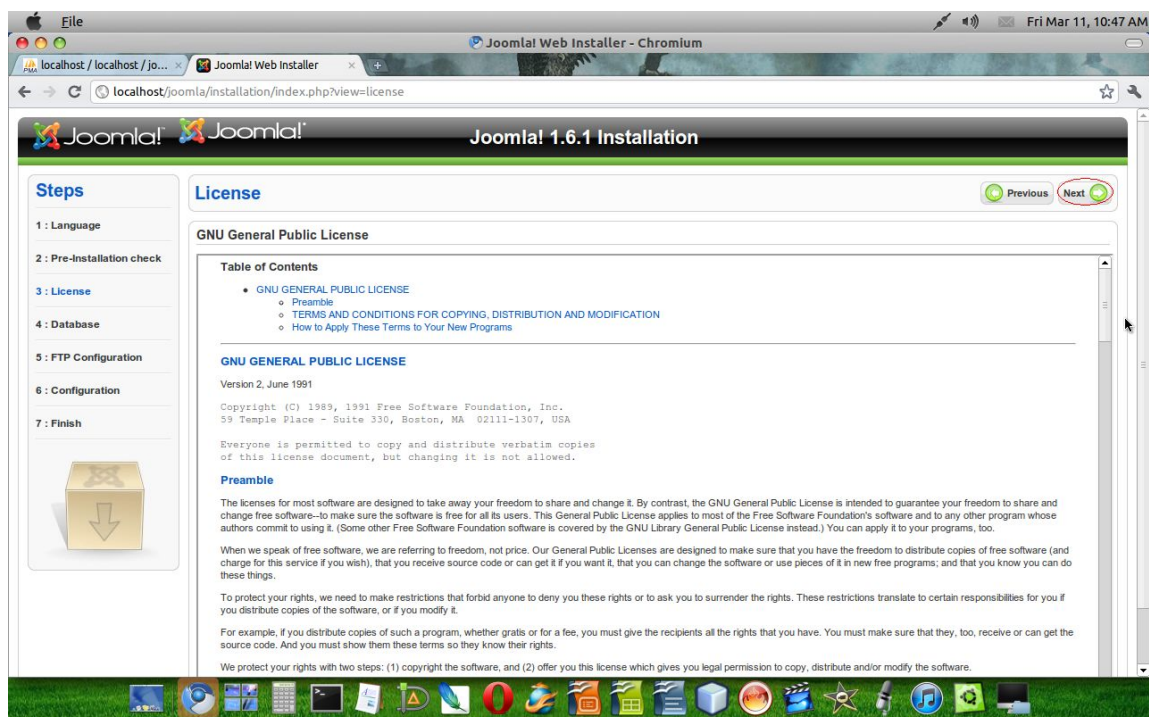 File
Fri Mar 11, 10:47 AM
Joomla! Web Installer - Chromium
PMA localhost / localhost / jo...
Joomla! Web Installer
localhost/joomla/installation/index.php?view=license
Joomla!
Joomla!
Joomla! 1.6.1 Installation
Steps
1 : Language
2 : Pre-Installation check
3 : License
4 : Database
5 : FTP Configuration
6 : Configuration
7 : Finish
License
Previous
Next
GNU General Public License
Table of Contents
GNU GENERAL PUBLIC LICENSE
Preamble
TERMS AND CONDITIONS FOR COPYING, DISTRIBUTION AND MODIFICATION
How to Apply These Terms to Your New Programs
GNU GENERAL PUBLIC LICENSE
Version 2, June 1991
Copyright (C) 1989, 1991 Free Software Foundation, Inc.
59 Temple Place - Suite 330, Boston, MA 02111-1307, USA
Everyone is permitted to copy and distribute verbatim copies
of this license document, but changing it is not allowed.
Preamble
The licenses for most software are designed to take away your freedom to share and change it. By contrast, the GNU General Public License is intended to guarantee your freedom to share and
change free software--to make sure the software is free for all its users. This General Public License applies to most of the Free Software Foundation's software and to any other program whose
authors commit to using it. (Some other Free Software Foundation software is covered by the GNU Library General Public License instead.) You can apply it to your programs, too.
When we speak of free software, we are referring to freedom, not price. Our General Public Licenses are designed to make sure that you have the freedom to distribute copies of free software (and
charge for this service if you wish), that you receive source code or can get it if you want it, that you can change the software or use pieces of it in new free programs; and that you know you can do
these things.
To protect your rights, we need to make restrictions that forbid anyone to deny you these rights or to ask you to surrender the rights. These restrictions translate to certain responsibilities for you if
you distribute copies of the software, or if you modify it.
For example, if you distribute copies of such a program, whether gratis or for a fee, you must give the recipients all the rights that you have. You must make sure that they, too, receive or can get the
source code. And you must show them these terms so they know their rights.
We protect your rights with two steps: (1) copyright the software, and (2) offer you this license which gives you legal permission to copy, distribute and/or modify the software.